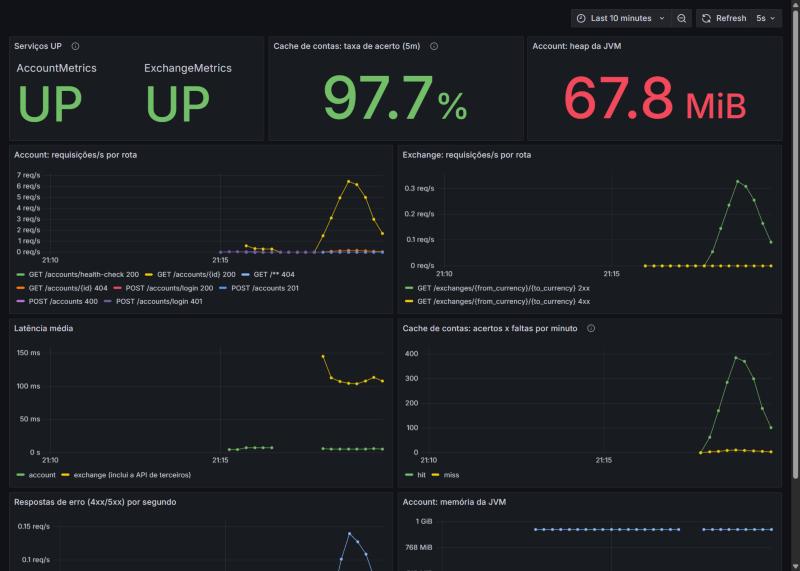 Last 10 minutes
Refresh 5s
Serviços UP
AccountMetrics
UP
ExchangeMetrics
UP
Cache de contas: taxa de acerto (5m)
97.7%
Account: heap da JVM
67.8 MiB
Account: requisições/s por rota
7 req/s
6 req/s
5 req/s
4 req/s
3 req/s
2 req/s
1 req/s
0 req/s
21:10 21:15
GET /accounts/health-check 200 GET /accounts/{id} 200 GET /** 404
GET /accounts/{id} 404 POST /accounts/login 200 POST /accounts 201
POST /accounts 400 POST /accounts/login 401
Exchange: requisições/s por rota
0.3 req/s
0.2 req/s
0.1 req/s
0 req/s
21:10 21:15
GET /exchanges/{from_currency}/{to_currency} 2xx
GET /exchanges/{from_currency}/{to_currency} 4xx
Latência média
150 ms
100 ms
50 ms
0 s
21:10 21:15
account exchange (inclui a API de terceiros)
Cache de contas: acertos x faltas por minuto
400
300
200
100
0
21:10 21:15
hit miss
Respostas de erro (4xx/5xx) por segundo
0.15 req/s
0.1 req/s
Account: memória da JVM
1 GiB
768 MiB